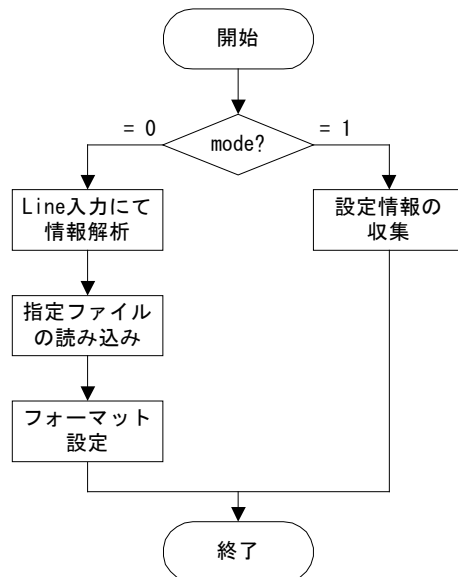 開始
= 0
mode?
= 1
Line入力にて
情報解析
設定情報の
収集
指定ファイル
の読み込み
フォーマット
設定
終了